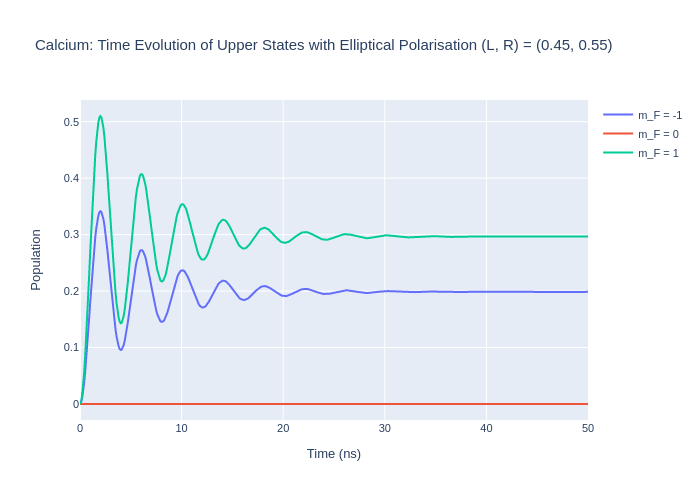 Calcium: Time Evolution of Upper States with Elliptical Polarisation (L, R) = (0.45, 0.55)
m_F = -1
m_F = 0
m_F = 1
Population
0.5
0.4
0.3
0.2
0.1
0
0 10 20 30 40 50
Time (ns)